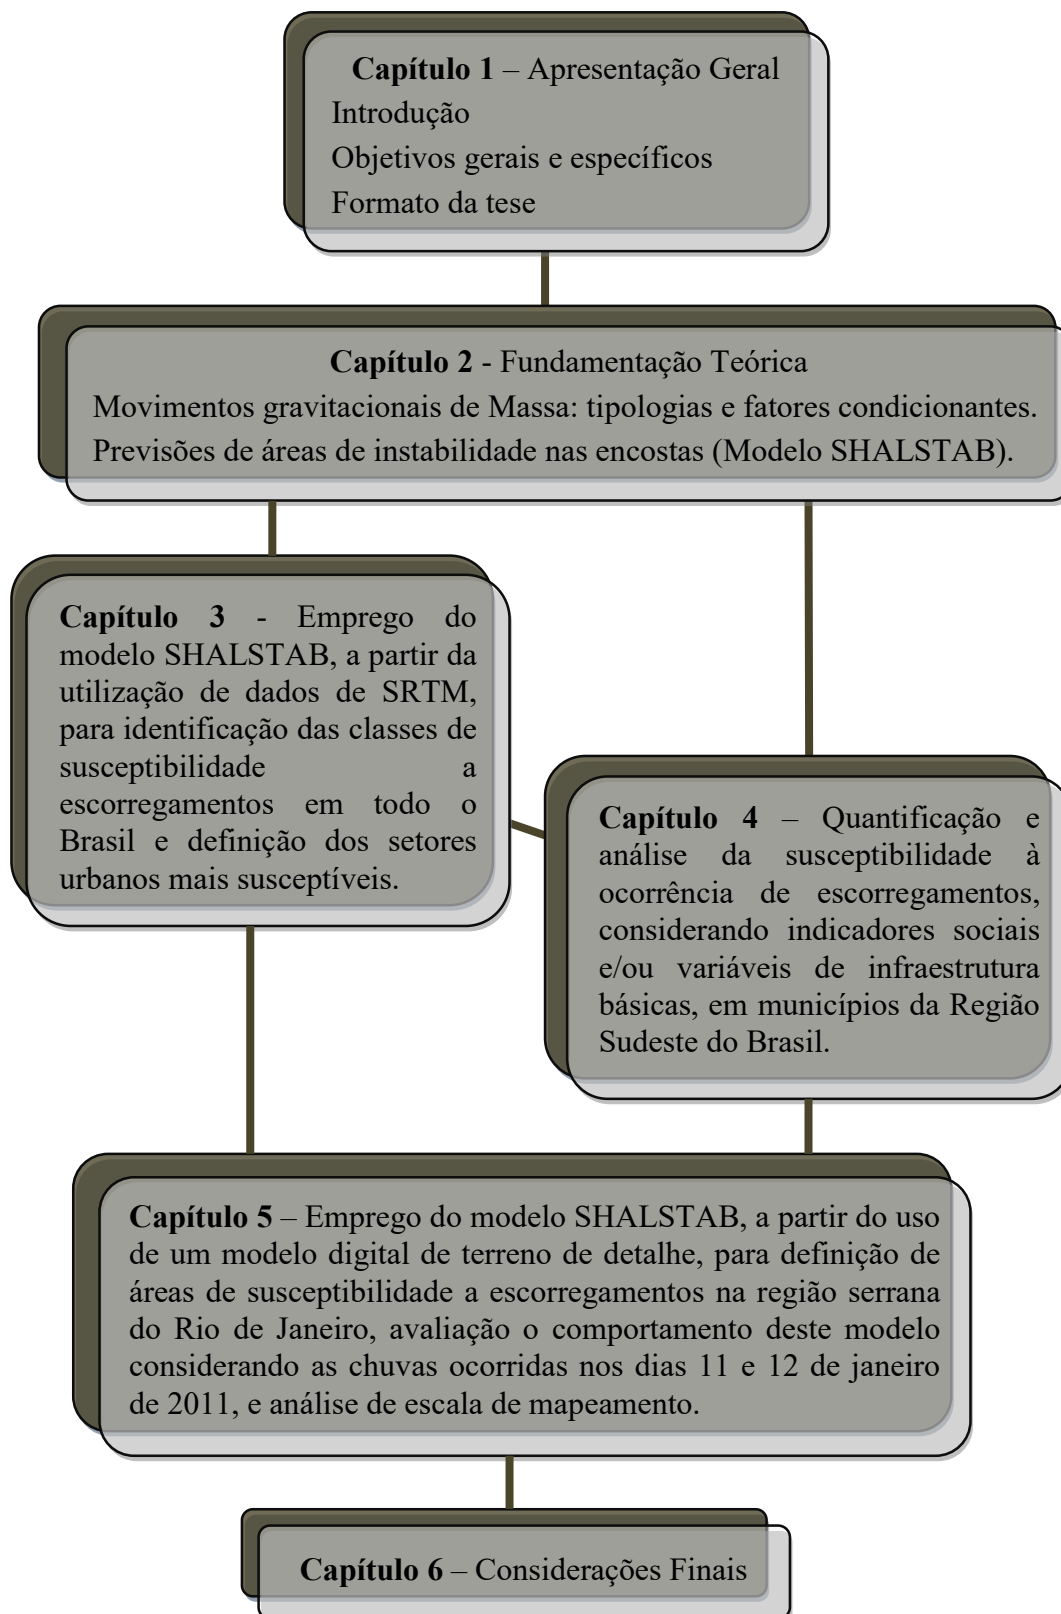 Capítulo 1 – Apresentação Geral
Introdução
Objetivos gerais e específicos
Formato da tese
Capítulo 2 - Fundamentação Teórica
Movimentos gravitacionais de Massa: tipologias e fatores condicionantes.
Previsões de áreas de instabilidade nas encostas (Modelo SHALSTAB).
Capítulo 3 - Emprego do
modelo SHALSTAB, a partir da
utilização de dados de SRTM,
para identificação das classes de
susceptibilidade a
escorregamentos em todo o
Brasil e definição dos setores
urbanos mais susceptíveis.
Capítulo 4 – Quantificação e
análise da susceptibilidade à
ocorrência de escorregamentos,
considerando indicadores sociais
e/ou variáveis de infraestrutura
básicas, em municípios da Região
Sudeste do Brasil.
Capítulo 5 – Emprego do modelo SHALSTAB, a partir do uso
de um modelo digital de terreno de detalhe, para definição de
áreas de susceptibilidade a escorregamentos na região serrana
do Rio de Janeiro, avaliação o comportamento deste modelo
considerando as chuvas ocorridas nos dias 11 e 12 de janeiro
de 2011, e análise de escala de mapeamento.
Capítulo 6 – Considerações Finais